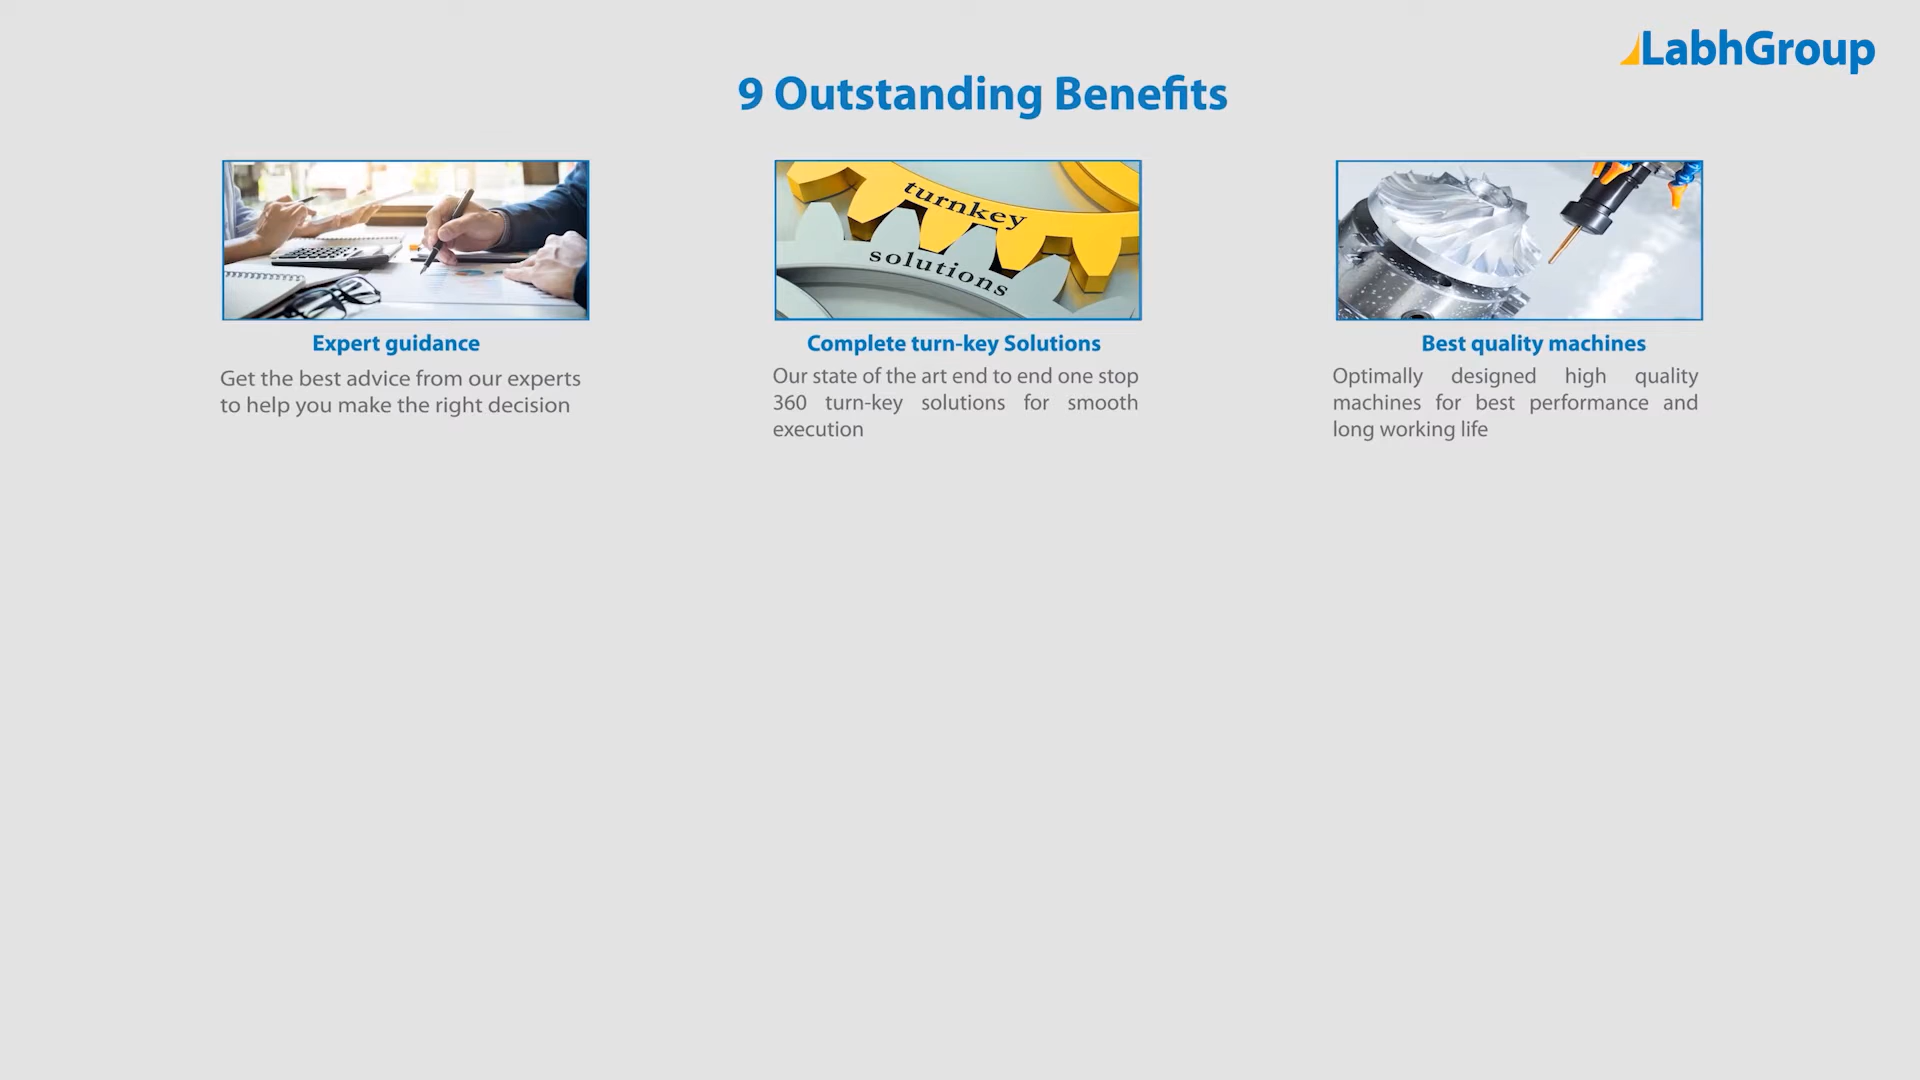 LabhGroup
9 Outstanding Benefits
turnkey
solutions
Expert guidance
Get the best advice from our experts
to help you make the right decision
Complete turn-key Solutions
Our state of the art end to end one stop
360 turn-key solutions for smooth
execution
Best quality machines
Optimally designed high quality
machines for best performance and
long working life